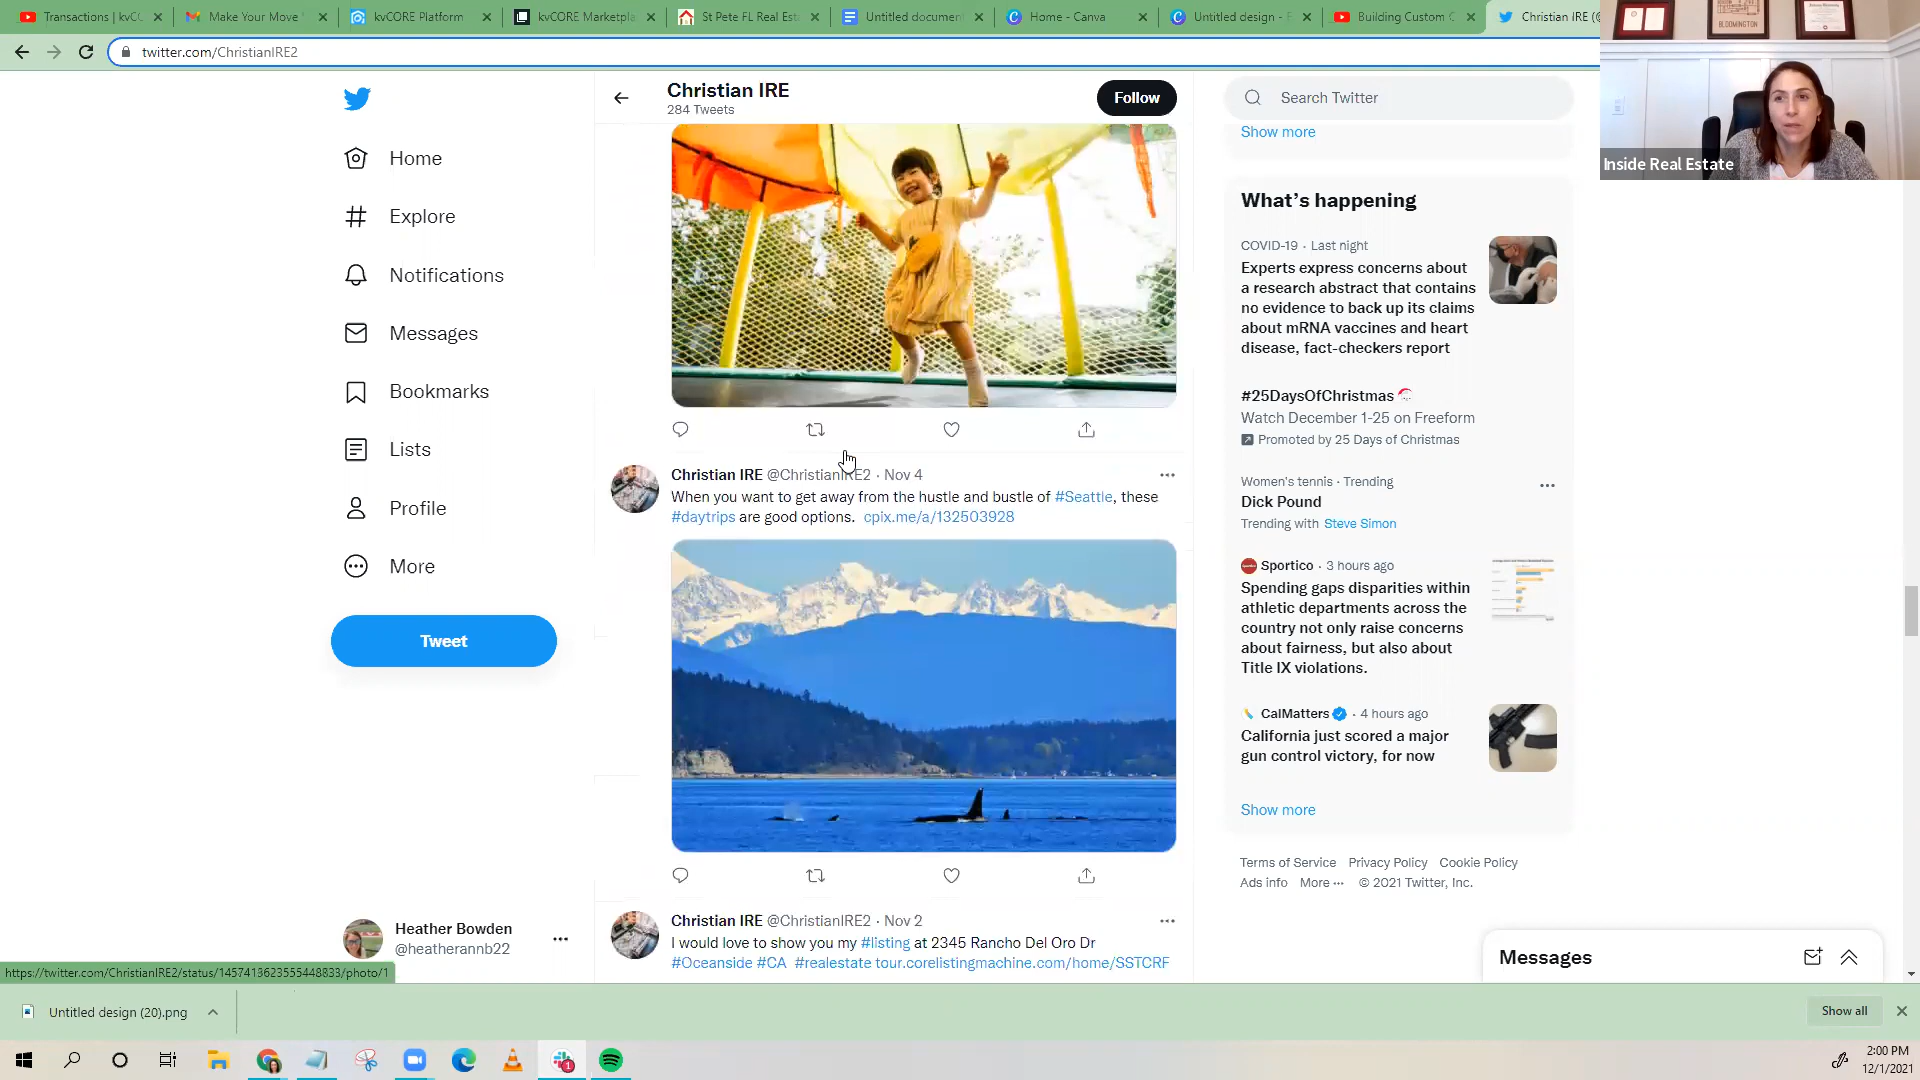 Transactions | kvCO
Make Your Move
kvCORE Platform
kvCORE Marketpla
St Pete FL Real Esta
Untitled document
Home - Canva
Untitled design -
Building Custom
Christian IRE (@
twitter.com/ChristianIRE2
BLOOMINGTON
Inside Real Estate
Home
Explore
Notifications
Messages
Bookmarks
Lists
Profile
More
Tweet
Heather Bowden
@heatherannb22
Christian IRE
284 Tweets
Follow
Christian IRE @ChristianIRE2 · Nov 4
When you want to get away from the hustle and bustle of #Seattle, these
#daytrips are good options. cpix.me/a/132503928
Christian IRE @ChristianIRE2 · Nov 2
I would love to show you my #listing at 2345 Rancho Del Oro Dr
#Oceanside #CA #realestate tour.corelistingmachine.com/home/SSTCRF
Search Twitter
Show more
What's happening
COVID-19 · Last night
Experts express concerns about
a research abstract that contains
no evidence to back up its claims
about mRNA vaccines and heart
disease, fact-checkers report
#25DaysOfChristmas
Watch December 1-25 on Freeform
Promoted by 25 Days of Christmas
Women's tennis · Trending
Dick Pound
Trending with Steve Simon
Sportico · 3 hours ago
Spending gaps disparities within
athletic departments across the
country not only raise concerns
about fairness, but also about
Title IX violations.
CalMatters · 4 hours ago
California just scored a major
gun control victory, for now
Show more
Terms of Service Privacy Policy Cookie Policy
Ads info More ··· © 2021 Twitter, Inc.
Messages
https://twitter.com/ChristianIRE2/status/1457413623555448833/photo/1
Untitled design (20).png
Show all
2:00 PM
12/1/2021